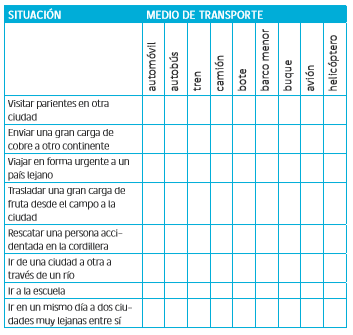 SITUACIÓN MEDIO DE TRANSPORTE
automóvil autobús tren camión bote barco menor buque avión helicóptero
Visitar parientes en otra
ciudad
Enviar una gran carga de
cobre a otro continente
Viajar en forma urgente a un
país lejano
Trasladar una gran carga de
fruta desde el campo a la
ciudad
Rescatar una persona acci-
dentada en la cordillera
Ir de una ciudad a otra a
través de un río
Ir a la escuela
Ir en un mismo día a dos ciu-
dades muy lejanas entre sí